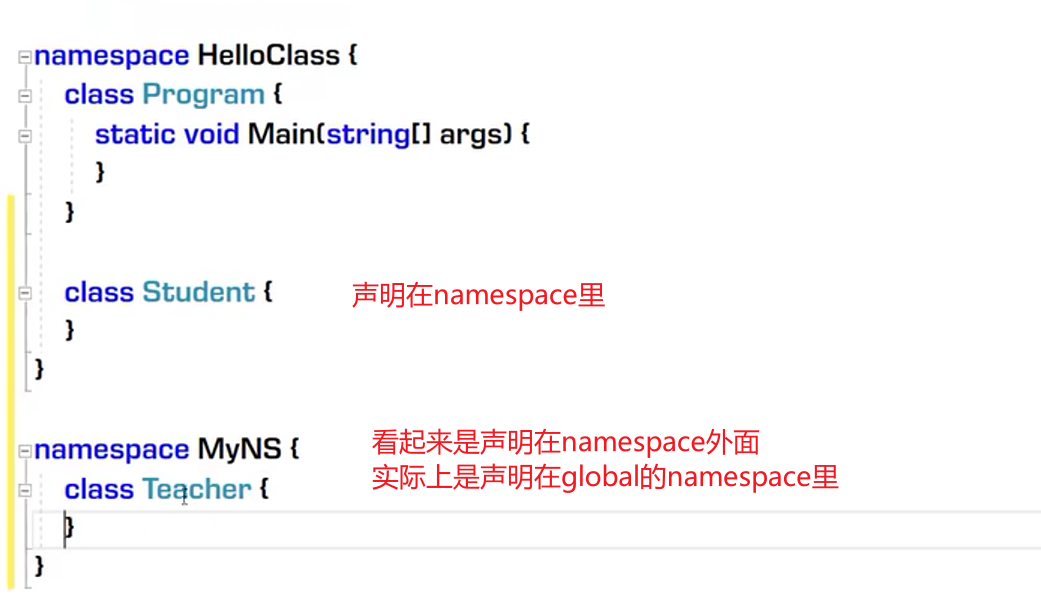 namespace HelloClass {
class Program {
static void Main(string[] args) {
}
}
class Student {
声明在namespace里
}
}
namespace MyNS {
看起来是声明在namespace外面
实际上是声明在global的namespace里
class Teacher {
}
}